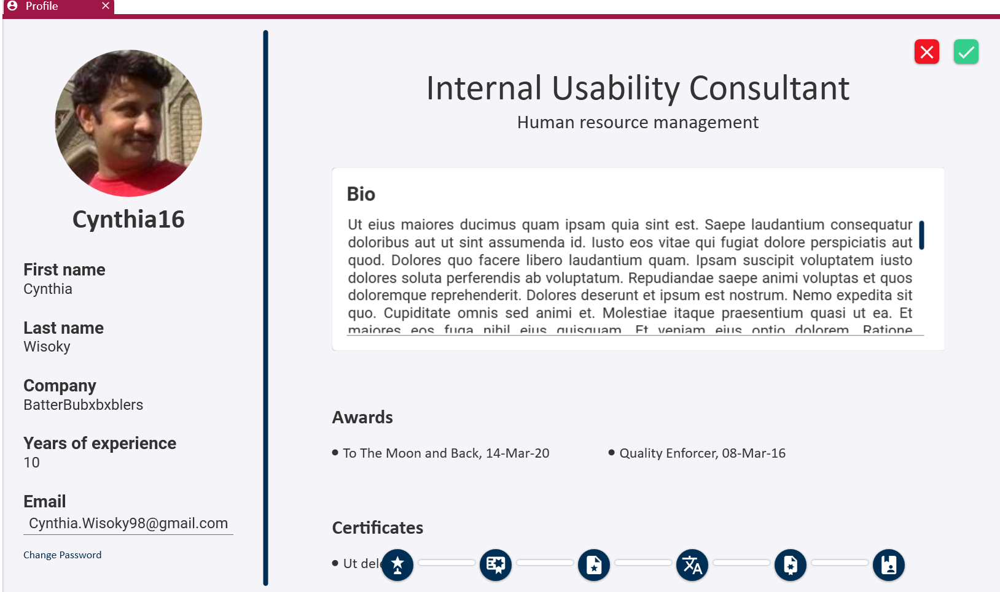 Profile
Internal Usability Consultant
Human resource management
Cynthia16
First name
Cynthia
Last name
Wisoky
Company
BatterBubxbxblers
Years of experience
10
Email
Cynthia.Wisoky98@gmail.com
Change Password
Bio
Ut eius maiores ducimus quam ipsam quia sint est. Saepe laudantium consequatur
doloribus aut ut sint assumenda id. Iusto eos vitae qui fugiat dolore perspiciatis aut
quod. Dolores quo facere libero laudantium quam. Ipsam suscipit voluptatem iusto
dolores soluta perferendis ab voluptatum. Repudiandae saepe animi voluptas et quos
doloremque reprehenderit. Dolores deserunt et ipsum est nostrum. Nemo expedita sit
quo. Cupiditate omnis sed animi et. Molestiae itaque praesentium quasi ut ea. Et
maiores eos fuga nihil eius quisquam. Et veniam eius optio dolorem. Ratione
Awards
• To The Moon and Back, 14-Mar-20
• Quality Enforcer, 08-Mar-16
Certificates
• Ut